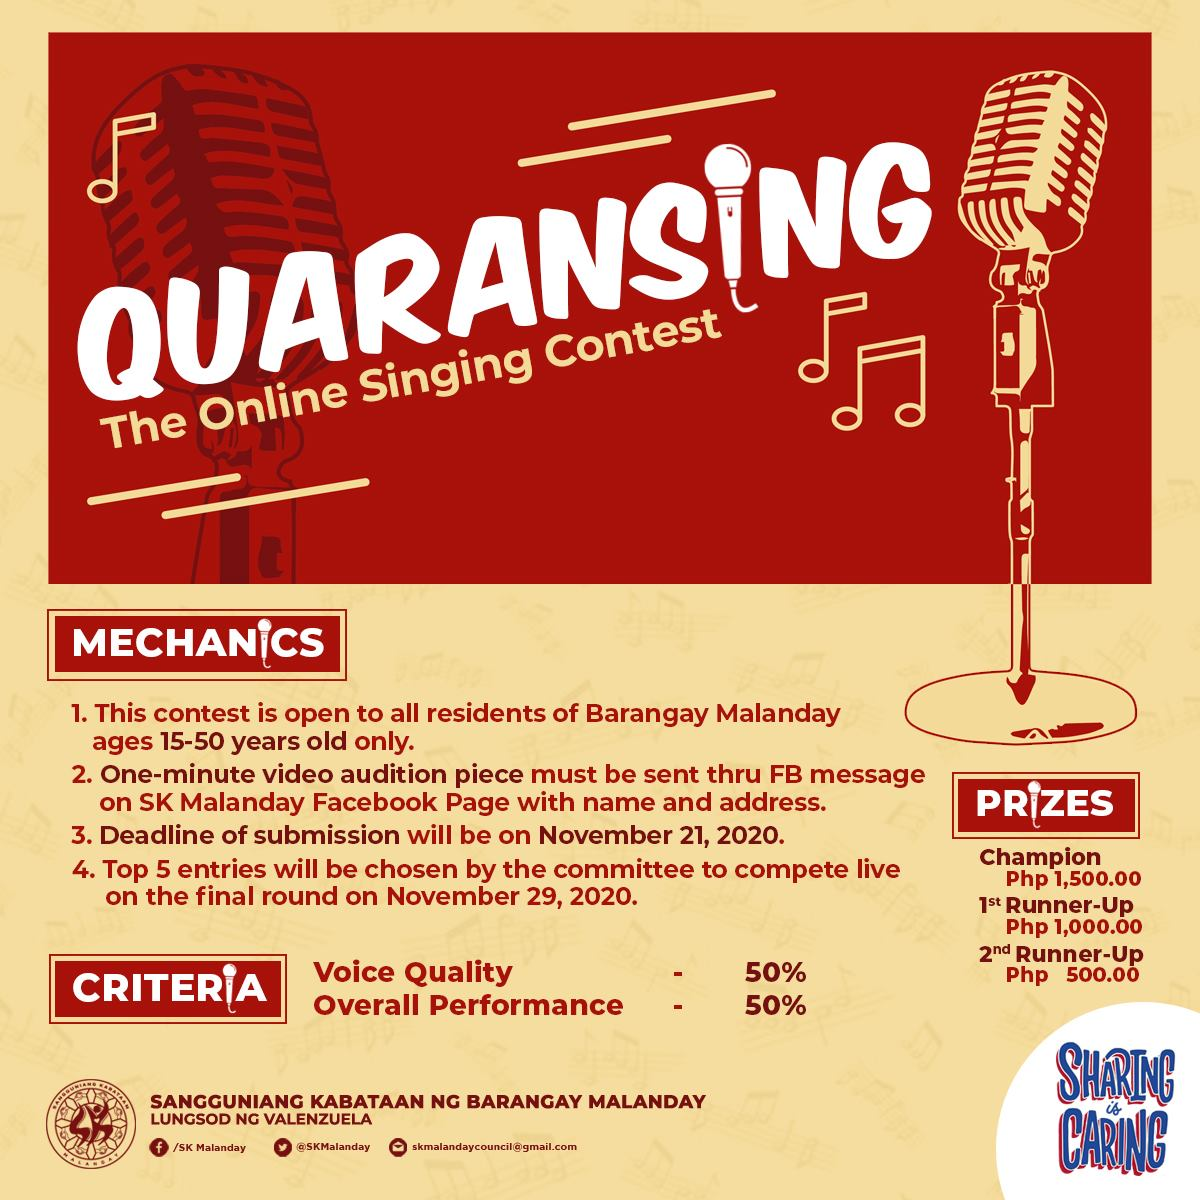 QUARANSING
The Online Singing Contest
MECHANICS
1. This contest is open to all residents of Barangay Malanday
ages 15-50 years old only.
2. One-minute video audition piece must be sent thru FB message
on SK Malanday Facebook Page with name and address.
3. Deadline of submission will be on November 21, 2020.
4. Top 5 entries will be chosen by the committee to compete live
on the final round on November 29, 2020.
PRIZES
Champion
Php 1,500.00
1st Runner-Up
Php 1,000.00
2nd Runner-Up
Php 500.00
CRITERIA
Voice Quality - 50%
Overall Performance - 50%
SANGGUNIANG KABATAAN
MALANDAY
SANGGUNIANG KABATAAN NG BARANGAY MALANDAY
LUNGSOD NG VALENZUELA
/SK Malanday @SKMalanday skmalandaycouncil@gmail.com
SHARING
is
CARING